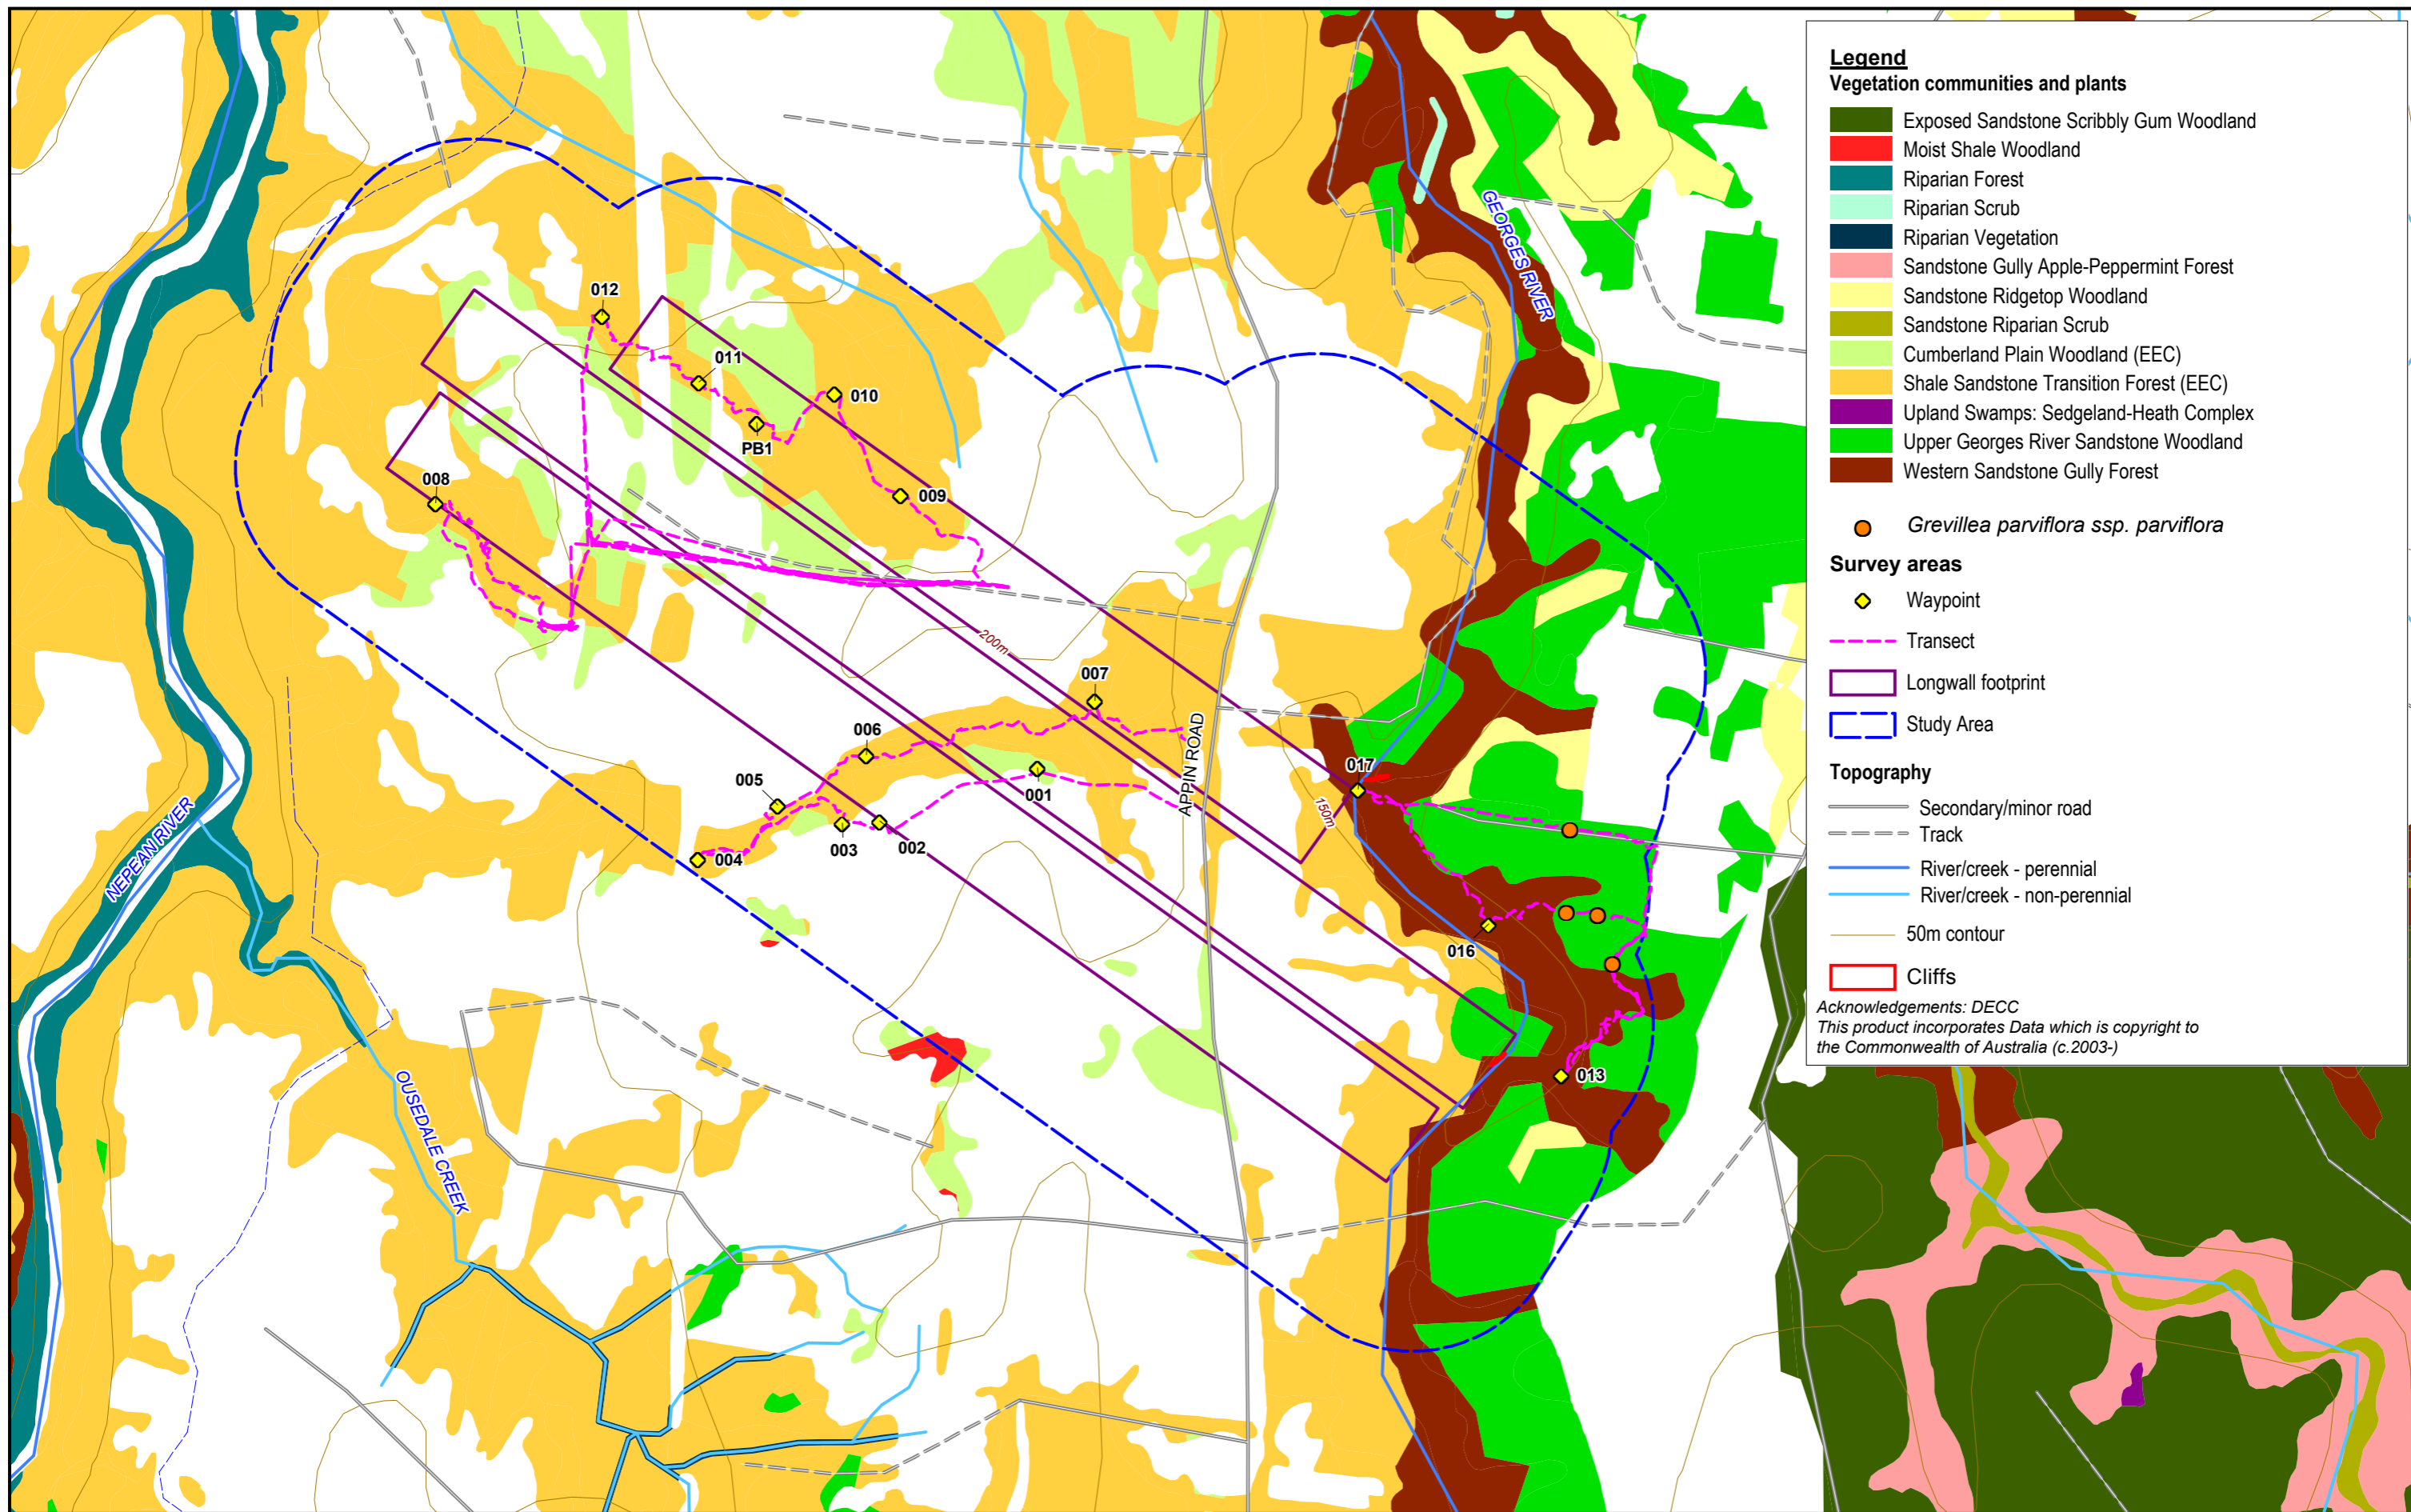 Legend
Vegetation communities and plants
Exposed Sandstone Scribbly Gum Woodland
Moist Shale Woodland
Riparian Forest
Riparian Scrub
Riparian Vegetation
Sandstone Gully Apple-Peppermint Forest
Sandstone Ridgetop Woodland
Sandstone Riparian Scrub
Cumberland Plain Woodland (EEC)
Shale Sandstone Transition Forest (EEC)
Upland Swamps: Sedgeland-Heath Complex
Upper Georges River Sandstone Woodland
Western Sandstone Gully Forest
Grevillea parviflora ssp. parviflora
Survey areas
Waypoint
Transect
Longwall footprint
Study Area
Topography
Secondary/minor road
Track
River/creek - perennial
River/creek - non-perennial
50m contour
Cliffs
Acknowledgements: DECC
This product incorporates Data which is copyright to
the Commonwealth of Australia (c.2003-)
GEORGES RIVER
012
011
010
PB1
008
009
200m
007
006
005
001
APPIN ROAD
017
150m
NEPEAN RIVER
004
003
002
016
013
OUSEDALE CREEK